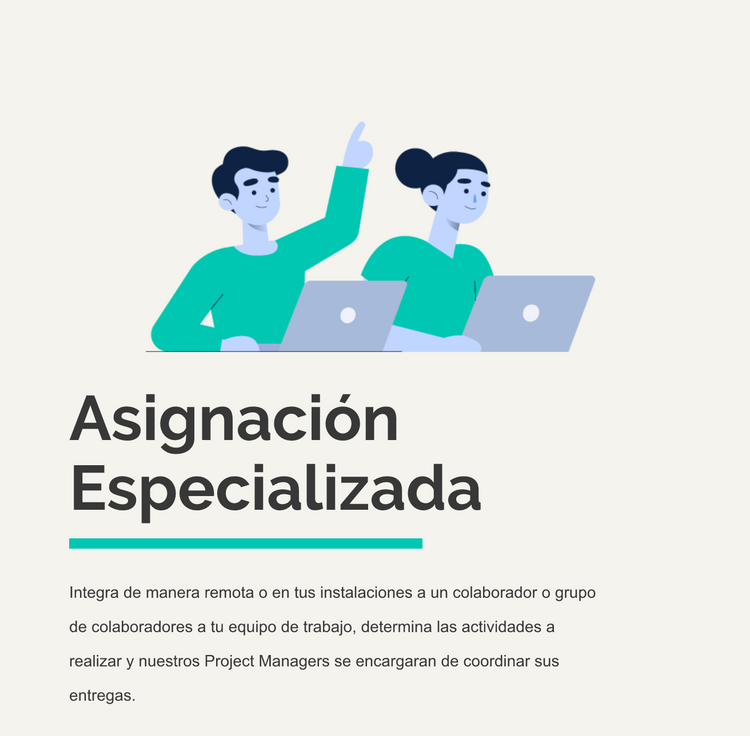 Asignación
Especializada
Integra de manera remota o en tus instalaciones a un colaborador o grupo
de colaboradores a tu equipo de trabajo, determina las actividades a
realizar y nuestros Project Managers se encargaran de coordinar sus
entregas.